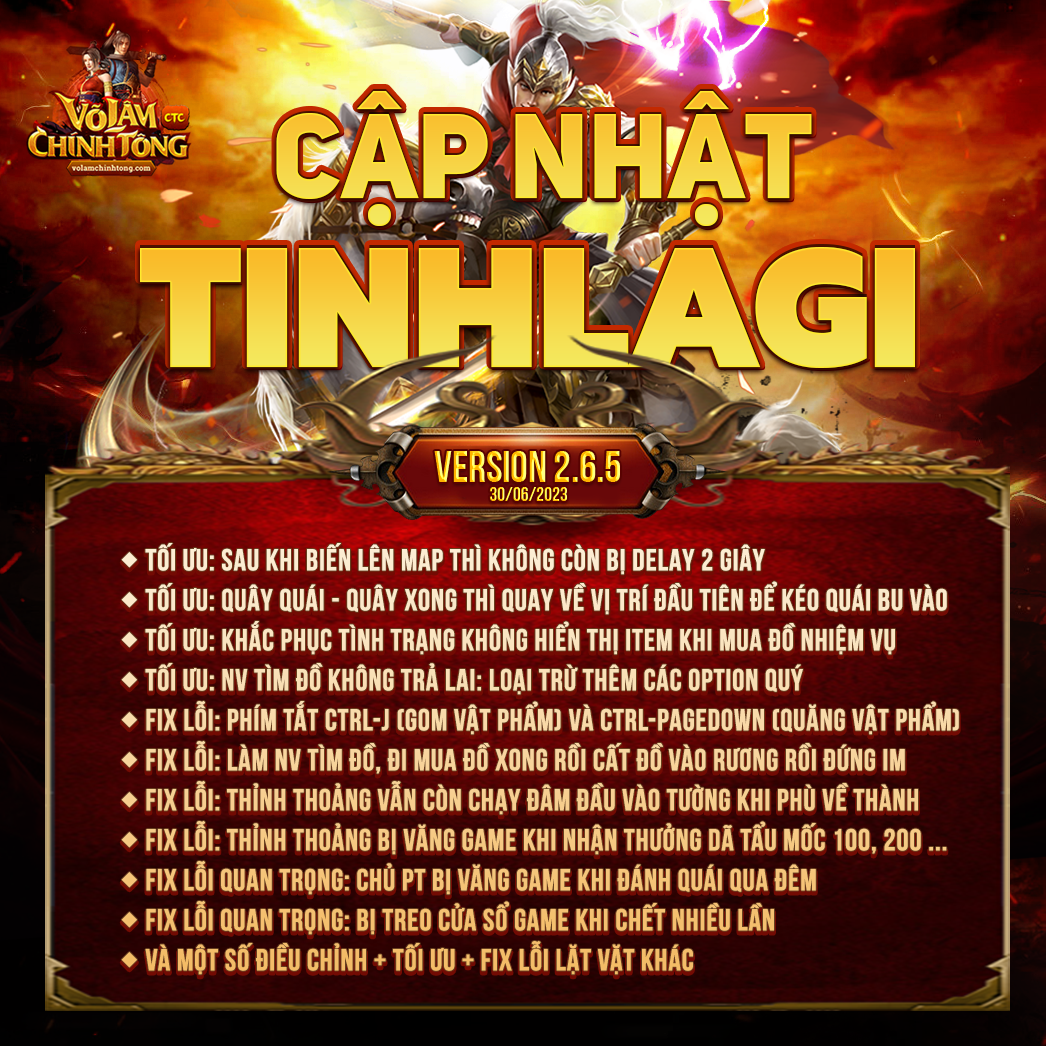 VÕ LÂM CTC
CHÍNH TÔNG
volamchinhtong.com
CẬP NHẬT
TINHLAGI
VERSION 2.6.5
30/06/2023
TỐI ƯU: SAU KHI BIẾN LÊN MAP THÌ KHÔNG CÒN BỊ DELAY 2 GIÂY
TỐI ƯU: QUÂY QUÁI - QUÂY XONG THÌ QUAY VỀ VỊ TRÍ ĐẦU TIÊN ĐỂ KÉO QUÁI BU VÀO
TỐI ƯU: KHẮC PHỤC TÌNH TRẠNG KHÔNG HIỂN THỊ ITEM KHI MUA ĐỒ NHIỆM VỤ
TỐI ƯU: NV TÌM ĐỒ KHÔNG TRẢ LAI: LOẠI TRỪ THÊM CÁC OPTION QUÝ
FIX LỖI: PHÍM TẮT CTRL-J (GOM VẬT PHẨM) VÀ CTRL-PAGEDOWN (QUĂNG VẬT PHẨM)
FIX LỖI: LÀM NV TÌM ĐỒ, ĐI MUA ĐỒ XONG RỒI CẤT ĐỒ VÀO RƯƠNG RỒI ĐỨNG IM
FIX LỖI: THỈNH THOẢNG VẪN CÒN CHẠY ĐÂM ĐẦU VÀO TƯỜNG KHI PHÙ VỀ THÀNH
FIX LỖI: THỈNH THOẢNG BỊ VĂNG GAME KHI NHẬN THƯỞNG DÃ TẨU MỐC 100, 200 ...
FIX LỖI QUAN TRỌNG: CHỦ PT BỊ VĂNG GAME KHI ĐÁNH QUÁI QUA ĐÊM
FIX LỖI QUAN TRỌNG: BỊ TREO CỬA SỔ GAME KHI CHẾT NHIỀU LẦN
VÀ MỘT SỐ ĐIỀU CHỈNH + TỐI ƯU + FIX LỖI LẶT VẶT KHÁC